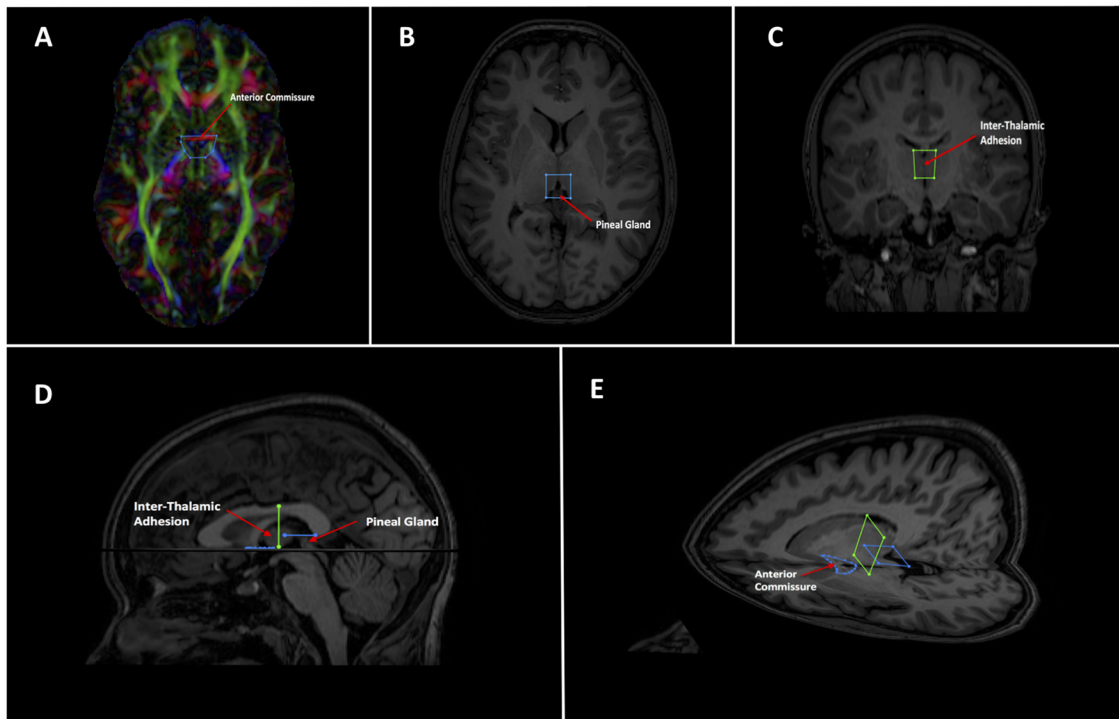 A
Anterior Commissure
B
Pineal Gland
C
Inter-Thalamic
Adhesion
D
Inter-Thalamic
Adhesion
Pineal Gland
E
Anterior
Commissure